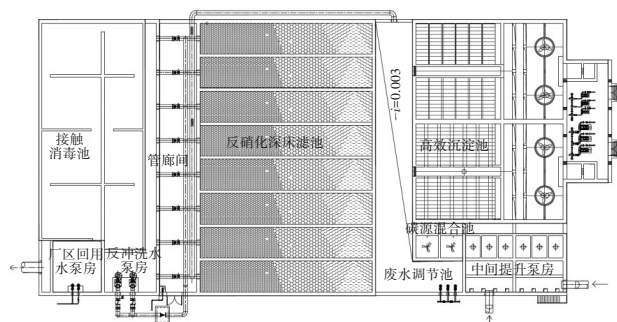 接触
消毒池
管廊间
反硝化深床滤池
i=0.003
高效沉淀池
碳源混合池
厂区回用
水泵房
反冲洗水
泵房
废水调节池
中间提升泵房